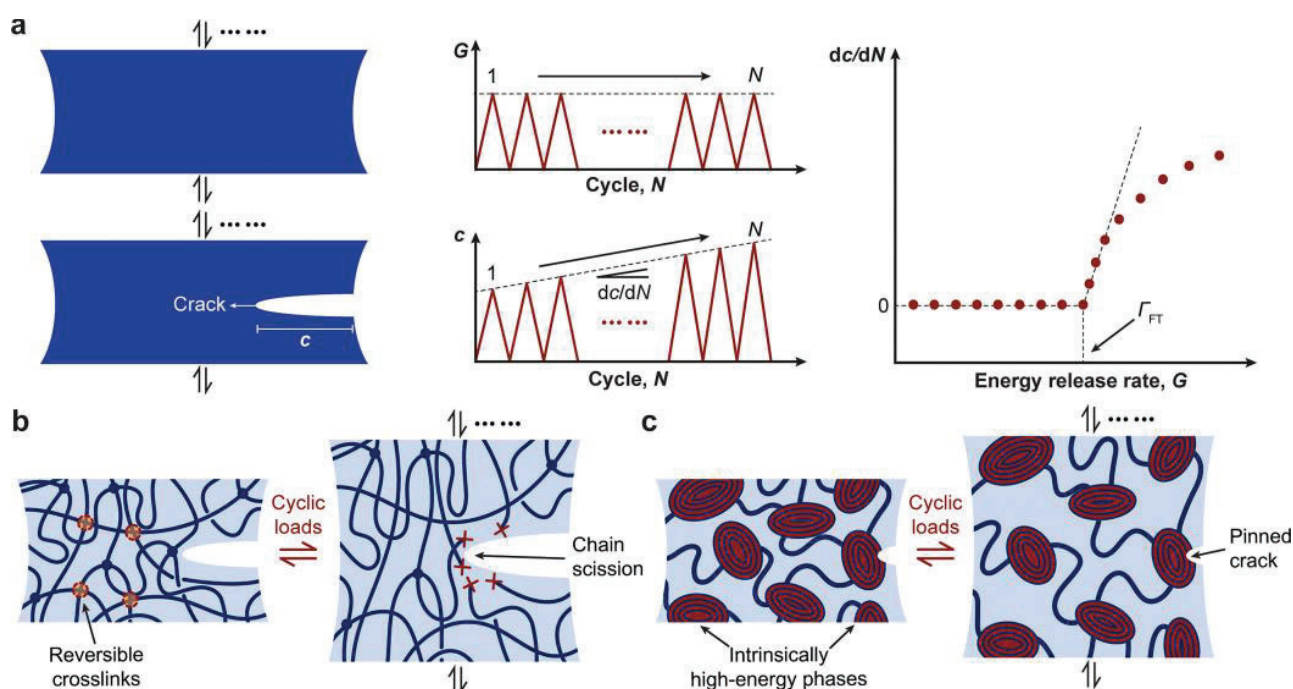 a
…… 
G
1
N
……
Cycle, N
dc/dN
0
ΓFT
Energy release rate, G
……
Crack
c
c
1
N
dc/dN
……
Cycle, N
b
Cyclic
loads
……
Chain
scission
Reversible
crosslinks
c
Cyclic
loads
……
Pinned
crack
Intrinsically
high-energy phases